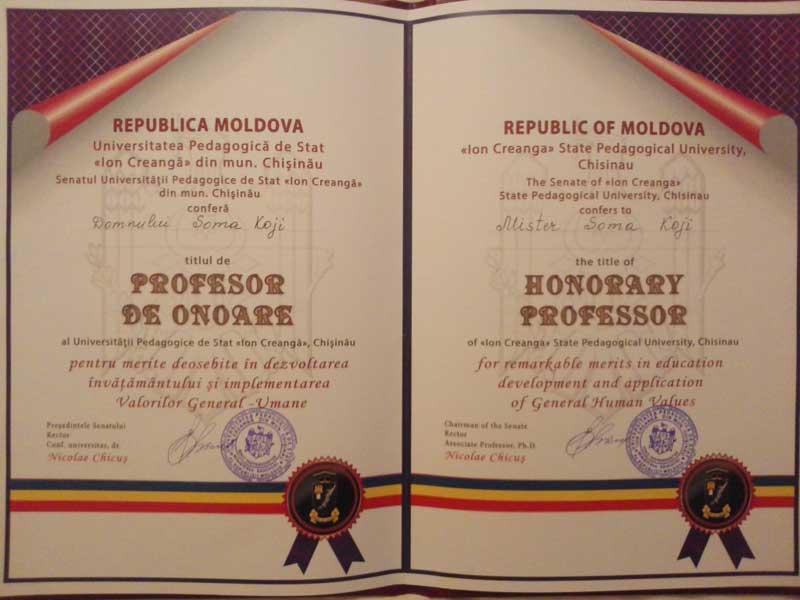 REPUBLICA MOLDOVA
Universitatea Pedagogică de Stat
«Ion Creangă» din mun. Chişinău
Senatul Universităţii Pedagogice de Stat «Ion Creangă»
din mun. Chişinău
conferă
Domnului Soma Koji
titlul de
PROFESOR
DE ONOARE
al Universităţii Pedagogice de Stat «Ion Creangă», Chişinău
pentru merite deosebite în dezvoltarea
învăţământului şi implementarea
Valorilor General -Umane
Preşedintele Senatului
Rector
Conf. universitar, dr.
Nicolae Chicuş
REPUBLIC OF MOLDOVA
«Ion Creanga» State Pedagogical University,
Chisinau
The Senate of «Ion Creanga»
State Pedagogical University, Chisinau
confers to
Mister Soma Koji
the title of
HONORARY
PROFESSOR
of «Ion Creanga» State Pedagogical University, Chisinau
for remarkable merits in education
development and application
of General Human Values
Chairman of the Senate
Rector
Associate Professor, Ph.D.
Nicolae Chicuş